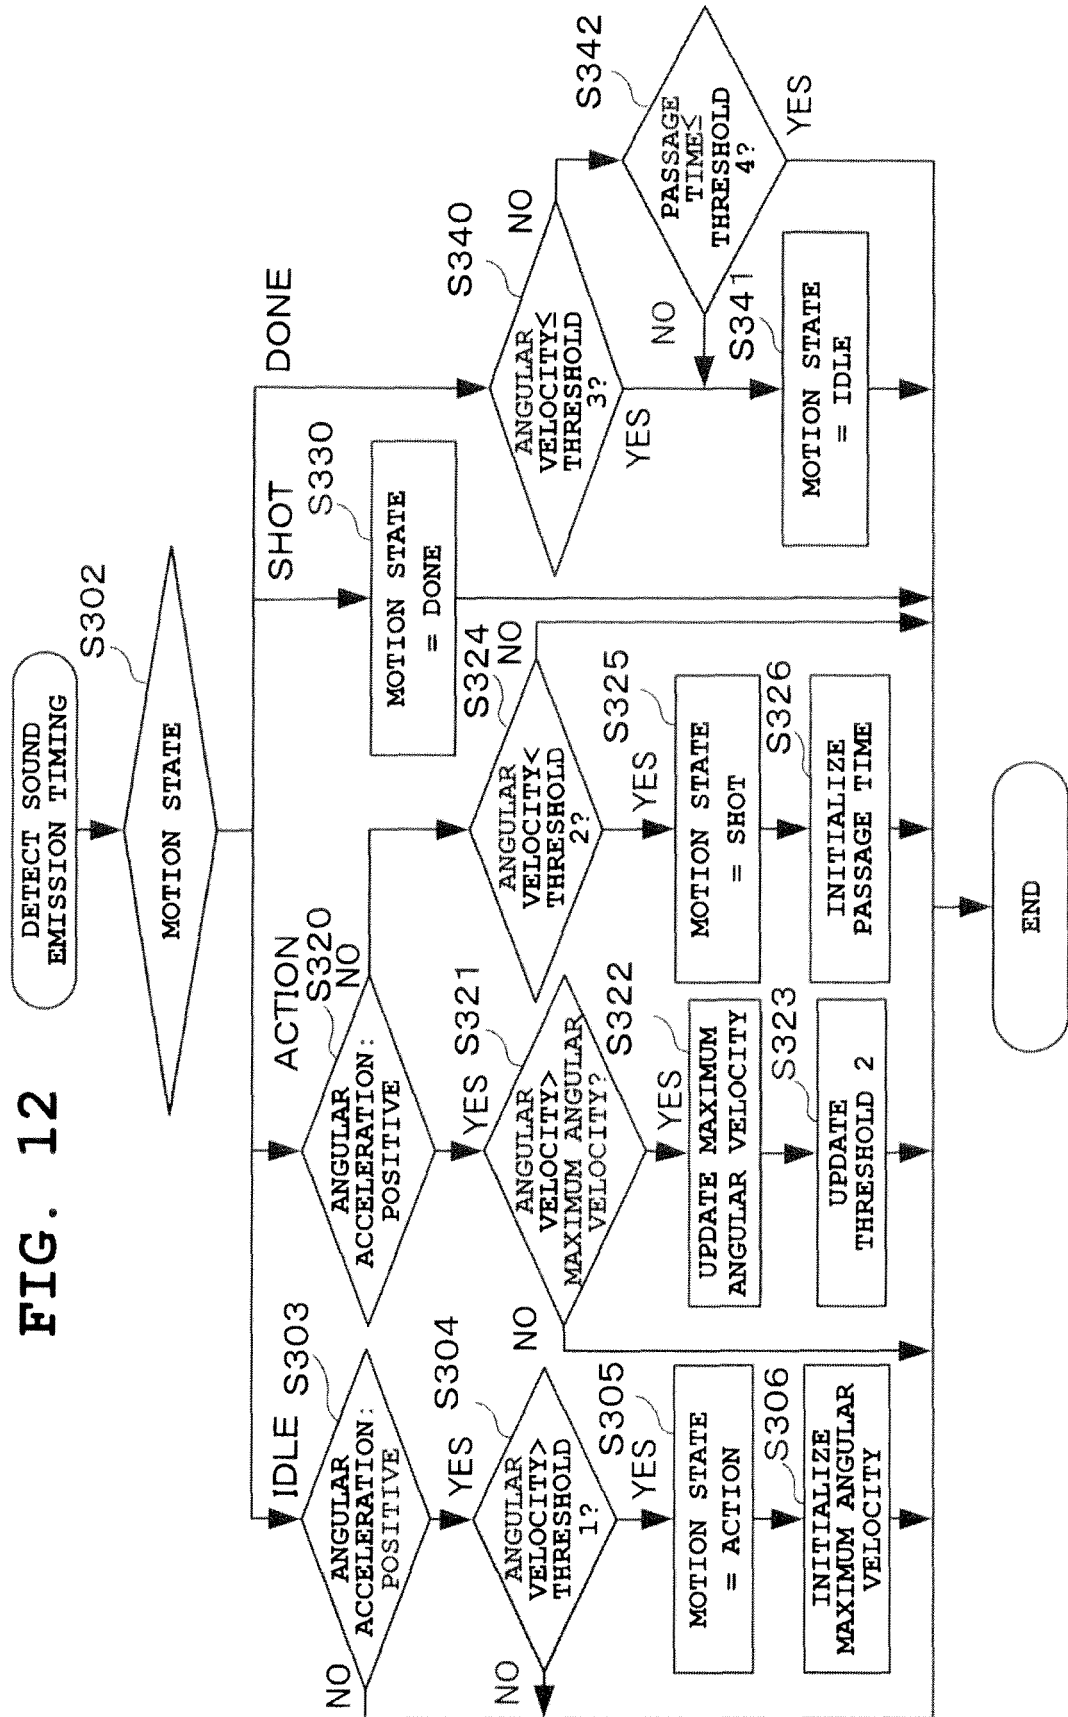 FIG. 12
DETECT SOUND
EMISSION TIMING
S302
MOTION STATE
IDLE
S303
ANGULAR
ACCELERATION:
POSITIVE
NO
YES
S304
ANGULAR
VELOCITY>
THRESHOLD
1?
NO
YES
S305
MOTION STATE
= ACTION
S306
INITIALIZE
MAXIMUM ANGULAR
VELOCITY
ACTION
S320
ANGULAR
ACCELERATION:
POSITIVE
NO
YES
S321
ANGULAR
VELOCITY>
MAXIMUM ANGULAR
VELOCITY?
NO
YES
S322
UPDATE MAXIMUM
ANGULAR VELOCITY
S323
UPDATE
THRESHOLD 2
S324
ANGULAR
VELOCITY<
THRESHOLD
2?
NO
YES
S325
MOTION STATE
= SHOT
S326
INITIALIZE
PASSAGE TIME
SHOT
S330
MOTION STATE
= DONE
DONE
S340
ANGULAR
VELOCITY≤
THRESHOLD
3?
NO
YES
S342
PASSAGE
TIME≤
THRESHOLD
4?
NO
YES
S341
MOTION STATE
= IDLE
END